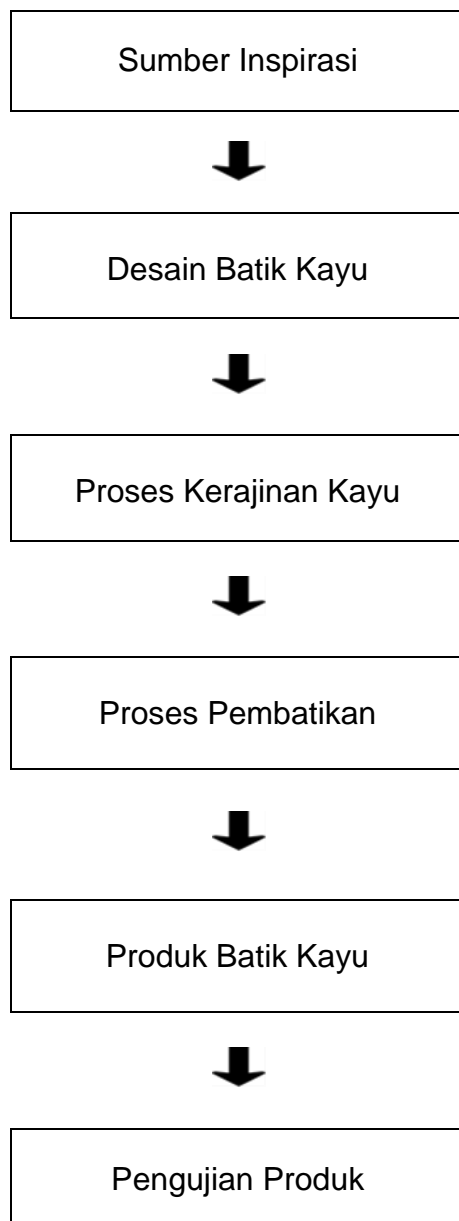 Sumber Inspirasi
Desain Batik Kayu
Proses Kerajinan Kayu
Proses Pembatikan
Produk Batik Kayu
Pengujian Produk